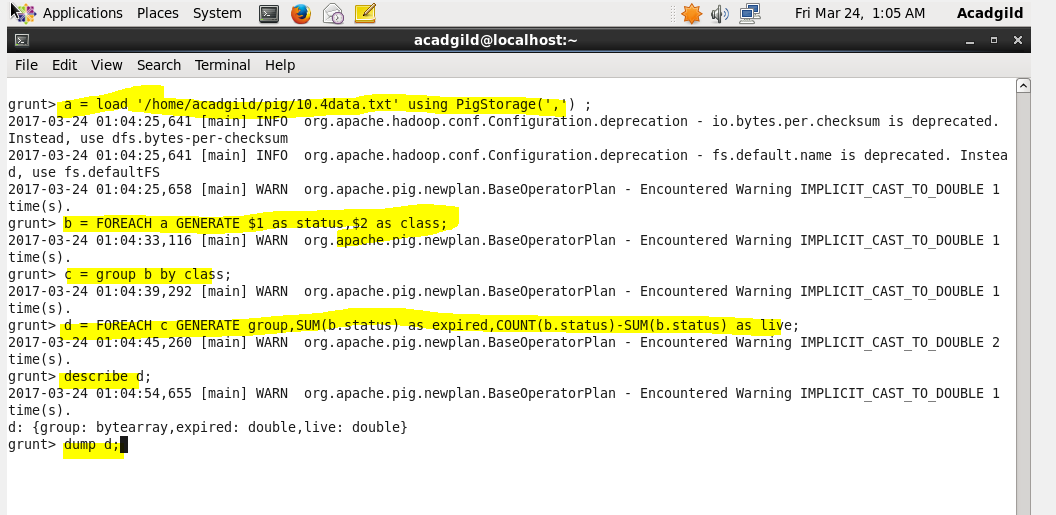 Applications Places System Fri Mar 24, 1:05 AM Acadgild
acadgild@localhost:~
File Edit View Search Terminal Help
grunt> a = load '/home/acadgild/pig/10.4data.txt' using PigStorage(',') ;
2017-03-24 01:04:25,641 [main] INFO  org.apache.hadoop.conf.Configuration.deprecation - io.bytes.per.checksum is deprecated.
Instead, use dfs.bytes-per-checksum
2017-03-24 01:04:25,641 [main] INFO  org.apache.hadoop.conf.Configuration.deprecation - fs.default.name is deprecated. Instea
d, use fs.defaultFS
2017-03-24 01:04:25,658 [main] WARN  org.apache.pig.newplan.BaseOperatorPlan - Encountered Warning IMPLICIT_CAST_TO_DOUBLE 1
time(s).
grunt> b = FOREACH a GENERATE $1 as status,$2 as class;
2017-03-24 01:04:33,116 [main] WARN  org.apache.pig.newplan.BaseOperatorPlan - Encountered Warning IMPLICIT_CAST_TO_DOUBLE 1
time(s).
grunt> c = group b by class;
2017-03-24 01:04:39,292 [main] WARN  org.apache.pig.newplan.BaseOperatorPlan - Encountered Warning IMPLICIT_CAST_TO_DOUBLE 1
time(s).
grunt> d = FOREACH c GENERATE group,SUM(b.status) as expired,COUNT(b.status)-SUM(b.status) as live;
2017-03-24 01:04:45,260 [main] WARN  org.apache.pig.newplan.BaseOperatorPlan - Encountered Warning IMPLICIT_CAST_TO_DOUBLE 2
time(s).
grunt> describe d;
2017-03-24 01:04:54,655 [main] WARN  org.apache.pig.newplan.BaseOperatorPlan - Encountered Warning IMPLICIT_CAST_TO_DOUBLE 1
time(s).
d: {group: bytearray,expired: double,live: double}
grunt> dump d;